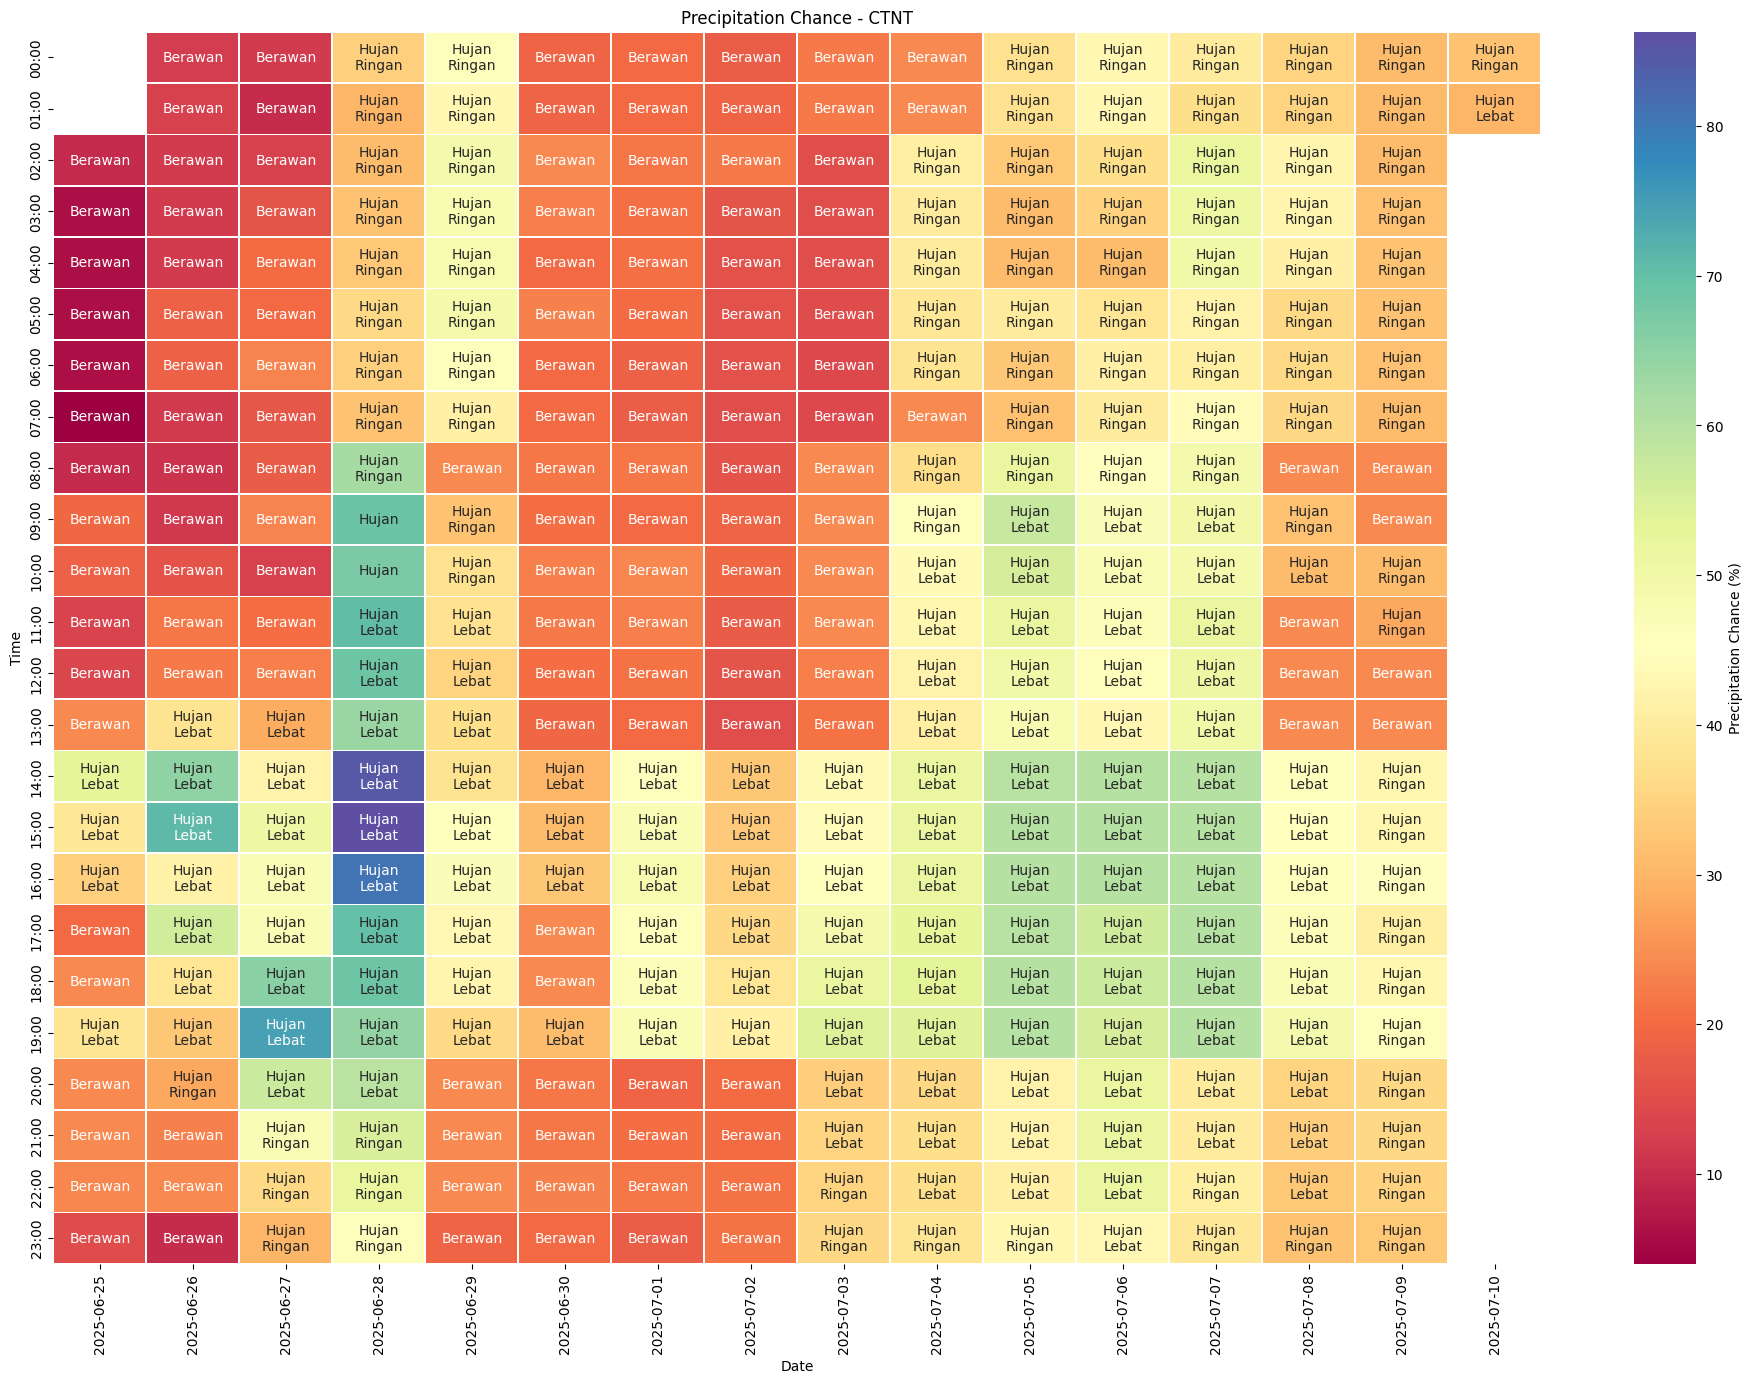 Precipitation Chance - CTNT
00:00 Berawan Berawan Hujan Ringan Hujan Ringan Berawan Berawan Berawan Berawan Berawan Hujan Ringan Hujan Ringan Hujan Ringan Hujan Ringan Hujan Ringan Hujan Ringan
01:00 Berawan Berawan Hujan Ringan Hujan Ringan Berawan Berawan Berawan Berawan Berawan Hujan Ringan Hujan Ringan Hujan Ringan Hujan Ringan Hujan Ringan Hujan Lebat
02:00 Berawan Berawan Berawan Hujan Ringan Hujan Ringan Berawan Berawan Berawan Berawan Hujan Ringan Hujan Ringan Hujan Ringan Hujan Ringan Hujan Ringan Hujan Ringan
03:00 Berawan Berawan Berawan Hujan Ringan Hujan Ringan Berawan Berawan Berawan Berawan Hujan Ringan Hujan Ringan Hujan Ringan Hujan Ringan Hujan Ringan Hujan Ringan
04:00 Berawan Berawan Berawan Hujan Ringan Hujan Ringan Berawan Berawan Berawan Berawan Hujan Ringan Hujan Ringan Hujan Ringan Hujan Ringan Hujan Ringan Hujan Ringan
05:00 Berawan Berawan Berawan Hujan Ringan Hujan Ringan Berawan Berawan Berawan Berawan Hujan Ringan Hujan Ringan Hujan Ringan Hujan Ringan Hujan Ringan Hujan Ringan
06:00 Berawan Berawan Berawan Hujan Ringan Hujan Ringan Berawan Berawan Berawan Berawan Hujan Ringan Hujan Ringan Hujan Ringan Hujan Ringan Hujan Ringan Hujan Ringan
07:00 Berawan Berawan Berawan Hujan Ringan Hujan Ringan Berawan Berawan Berawan Berawan Berawan Hujan Ringan Hujan Ringan Hujan Ringan Hujan Ringan Hujan Ringan
08:00 Berawan Berawan Berawan Hujan Ringan Berawan Berawan Berawan Berawan Berawan Hujan Ringan Hujan Ringan Hujan Ringan Hujan Ringan Berawan Berawan
09:00 Berawan Berawan Berawan Hujan Hujan Ringan Berawan Berawan Berawan Berawan Hujan Ringan Hujan Lebat Hujan Lebat Hujan Lebat Hujan Ringan Berawan
10:00 Berawan Berawan Berawan Hujan Hujan Ringan Berawan Berawan Berawan Berawan Hujan Lebat Hujan Lebat Hujan Lebat Hujan Lebat Hujan Lebat Hujan Ringan
11:00 Berawan Berawan Berawan Hujan Lebat Hujan Lebat Berawan Berawan Berawan Berawan Hujan Lebat Hujan Lebat Hujan Lebat Hujan Lebat Berawan Hujan Ringan
12:00 Berawan Berawan Berawan Hujan Lebat Hujan Lebat Berawan Berawan Berawan Berawan Hujan Lebat Hujan Lebat Hujan Lebat Hujan Lebat Berawan Berawan
13:00 Berawan Hujan Lebat Hujan Lebat Hujan Lebat Hujan Lebat Berawan Berawan Berawan Berawan Hujan Lebat Hujan Lebat Hujan Lebat Hujan Lebat Berawan Berawan
14:00 Hujan Lebat Hujan Lebat Hujan Lebat Hujan Lebat Hujan Lebat Hujan Lebat Hujan Lebat Hujan Lebat Hujan Lebat Hujan Lebat Hujan Lebat Hujan Lebat Hujan Lebat Hujan Lebat Hujan Ringan
15:00 Hujan Lebat Hujan Lebat Hujan Lebat Hujan Lebat Hujan Lebat Hujan Lebat Hujan Lebat Hujan Lebat Hujan Lebat Hujan Lebat Hujan Lebat Hujan Lebat Hujan Lebat Hujan Lebat Hujan Ringan
16:00 Hujan Lebat Hujan Lebat Hujan Lebat Hujan Lebat Hujan Lebat Hujan Lebat Hujan Lebat Hujan Lebat Hujan Lebat Hujan Lebat Hujan Lebat Hujan Lebat Hujan Lebat Hujan Lebat Hujan Ringan
17:00 Berawan Hujan Lebat Hujan Lebat Hujan Lebat Hujan Lebat Berawan Hujan Lebat Hujan Lebat Hujan Lebat Hujan Lebat Hujan Lebat Hujan Lebat Hujan Lebat Hujan Lebat Hujan Ringan
18:00 Berawan Hujan Lebat Hujan Lebat Hujan Lebat Hujan Lebat Berawan Hujan Lebat Hujan Lebat Hujan Lebat Hujan Lebat Hujan Lebat Hujan Lebat Hujan Lebat Hujan Lebat Hujan Ringan
19:00 Hujan Lebat Hujan Lebat Hujan Lebat Hujan Lebat Hujan Lebat Hujan Lebat Hujan Lebat Hujan Lebat Hujan Lebat Hujan Lebat Hujan Lebat Hujan Lebat Hujan Lebat Hujan Lebat Hujan Ringan
20:00 Berawan Hujan Ringan Hujan Lebat Hujan Lebat Berawan Berawan Berawan Berawan Hujan Lebat Hujan Lebat Hujan Lebat Hujan Lebat Hujan Lebat Hujan Lebat Hujan Ringan
21:00 Berawan Berawan Hujan Ringan Hujan Ringan Berawan Berawan Berawan Berawan Hujan Lebat Hujan Lebat Hujan Lebat Hujan Lebat Hujan Lebat Hujan Lebat Hujan Ringan
22:00 Berawan Berawan Hujan Ringan Hujan Ringan Berawan Berawan Berawan Berawan Hujan Ringan Hujan Lebat Hujan Lebat Hujan Lebat Hujan Ringan Hujan Lebat Hujan Ringan
23:00 Berawan Berawan Hujan Ringan Hujan Ringan Berawan Berawan Berawan Berawan Hujan Ringan Hujan Ringan Hujan Ringan Hujan Lebat Hujan Ringan Hujan Ringan Hujan Ringan
Time
2025-06-25 2025-06-26 2025-06-27 2025-06-28 2025-06-29 2025-06-30 2025-07-01 2025-07-02 2025-07-03 2025-07-04 2025-07-05 2025-07-06 2025-07-07 2025-07-08 2025-07-09 2025-07-10
Date
80
70
60
50
40
30
20
10
Precipitation Chance (%)